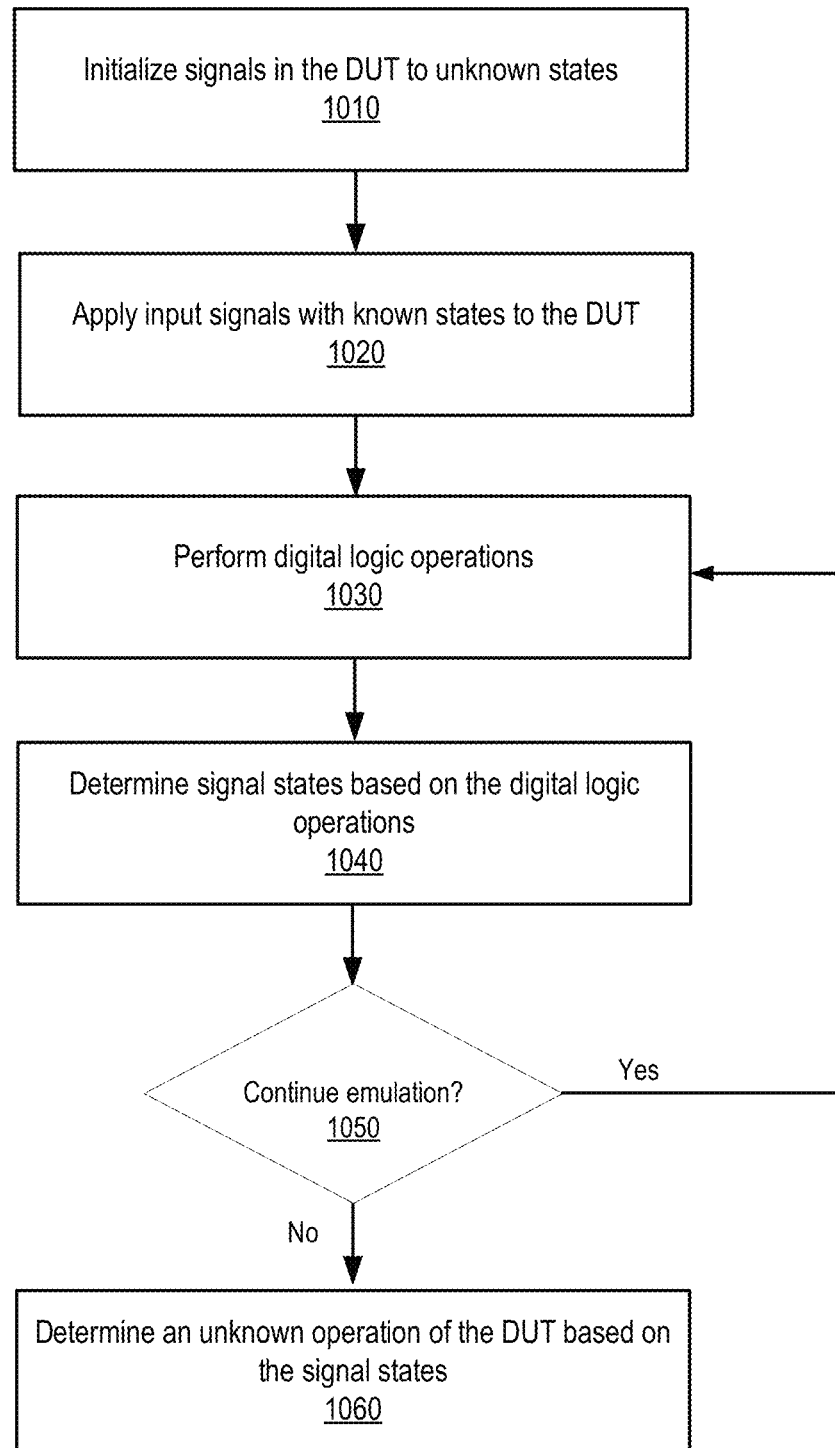 Initialize signals in the DUT to unknown states
1010
Apply input signals with known states to the DUT
1020
Perform digital logic operations
1030
Determine signal states based on the digital logic
operations
1040
Continue emulation?
1050
Yes
No
Determine an unknown operation of the DUT based on
the signal states
1060